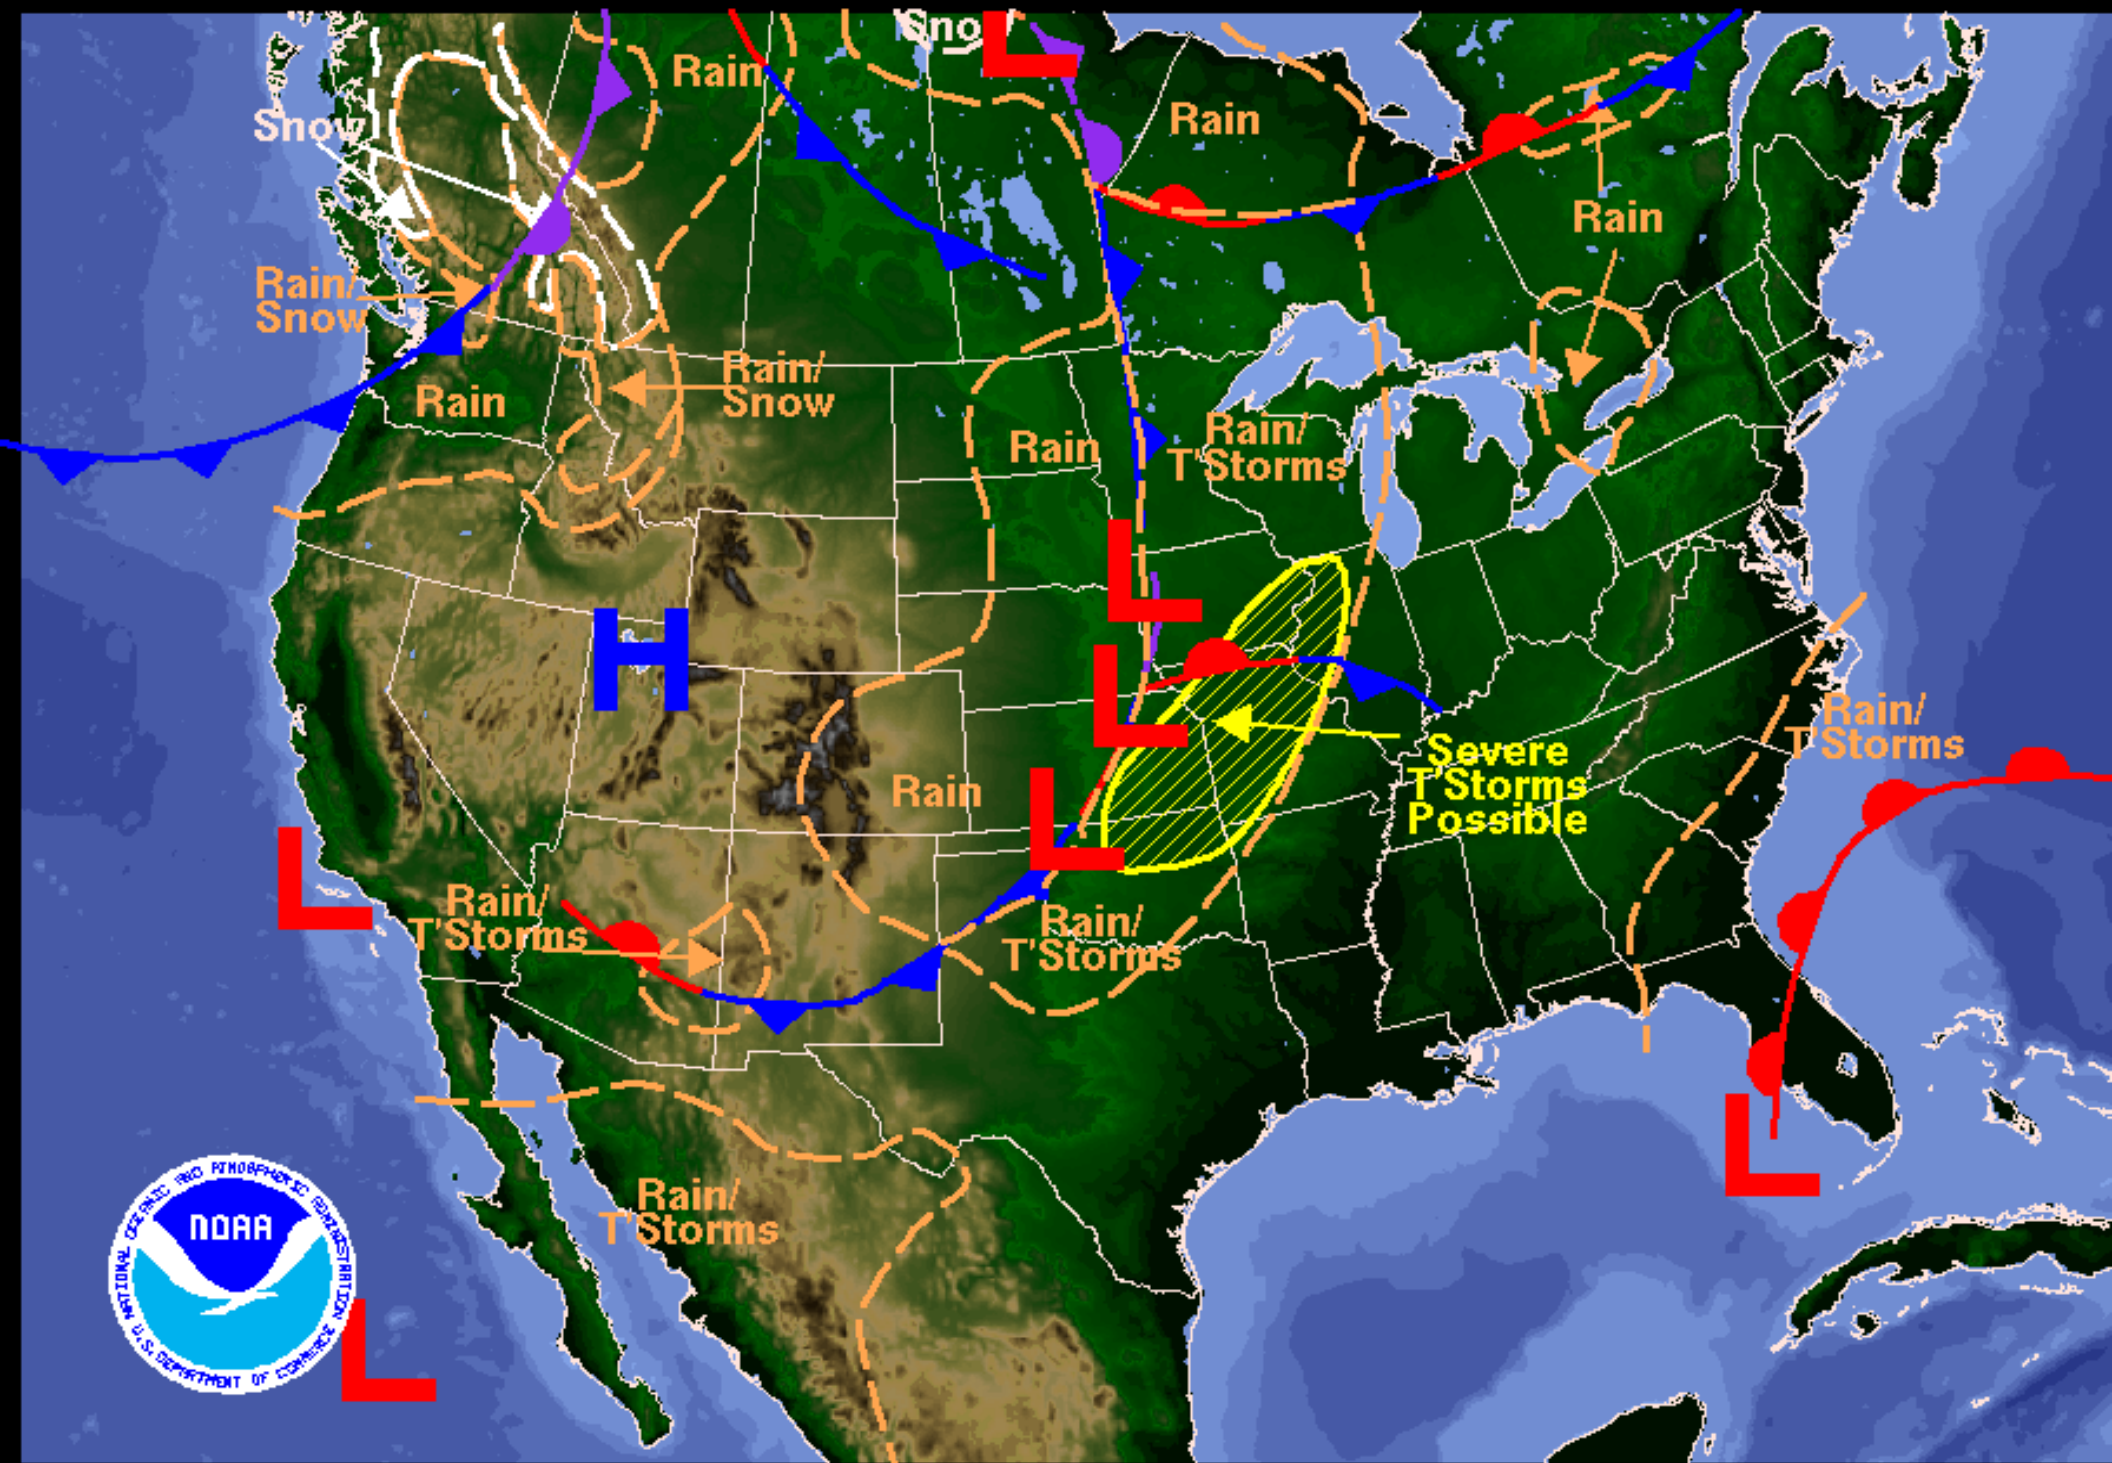 Snow
L
Rain
Rain
Snow
Rain
Rain/
Snow
Rain/
Snow
Rain
Rain
Rain/
T'Storms
L
H
L
Rain/
T'Storms
Severe
T'Storms
Possible
Rain
L
L
Rain/
T'Storms
Rain/
T'Storms
L
Rain/
T'Storms
NOAA
NATIONAL OCEANIC AND ATMOSPHERIC ADMINISTRATION
U.S. DEPARTMENT OF COMMERCE
L